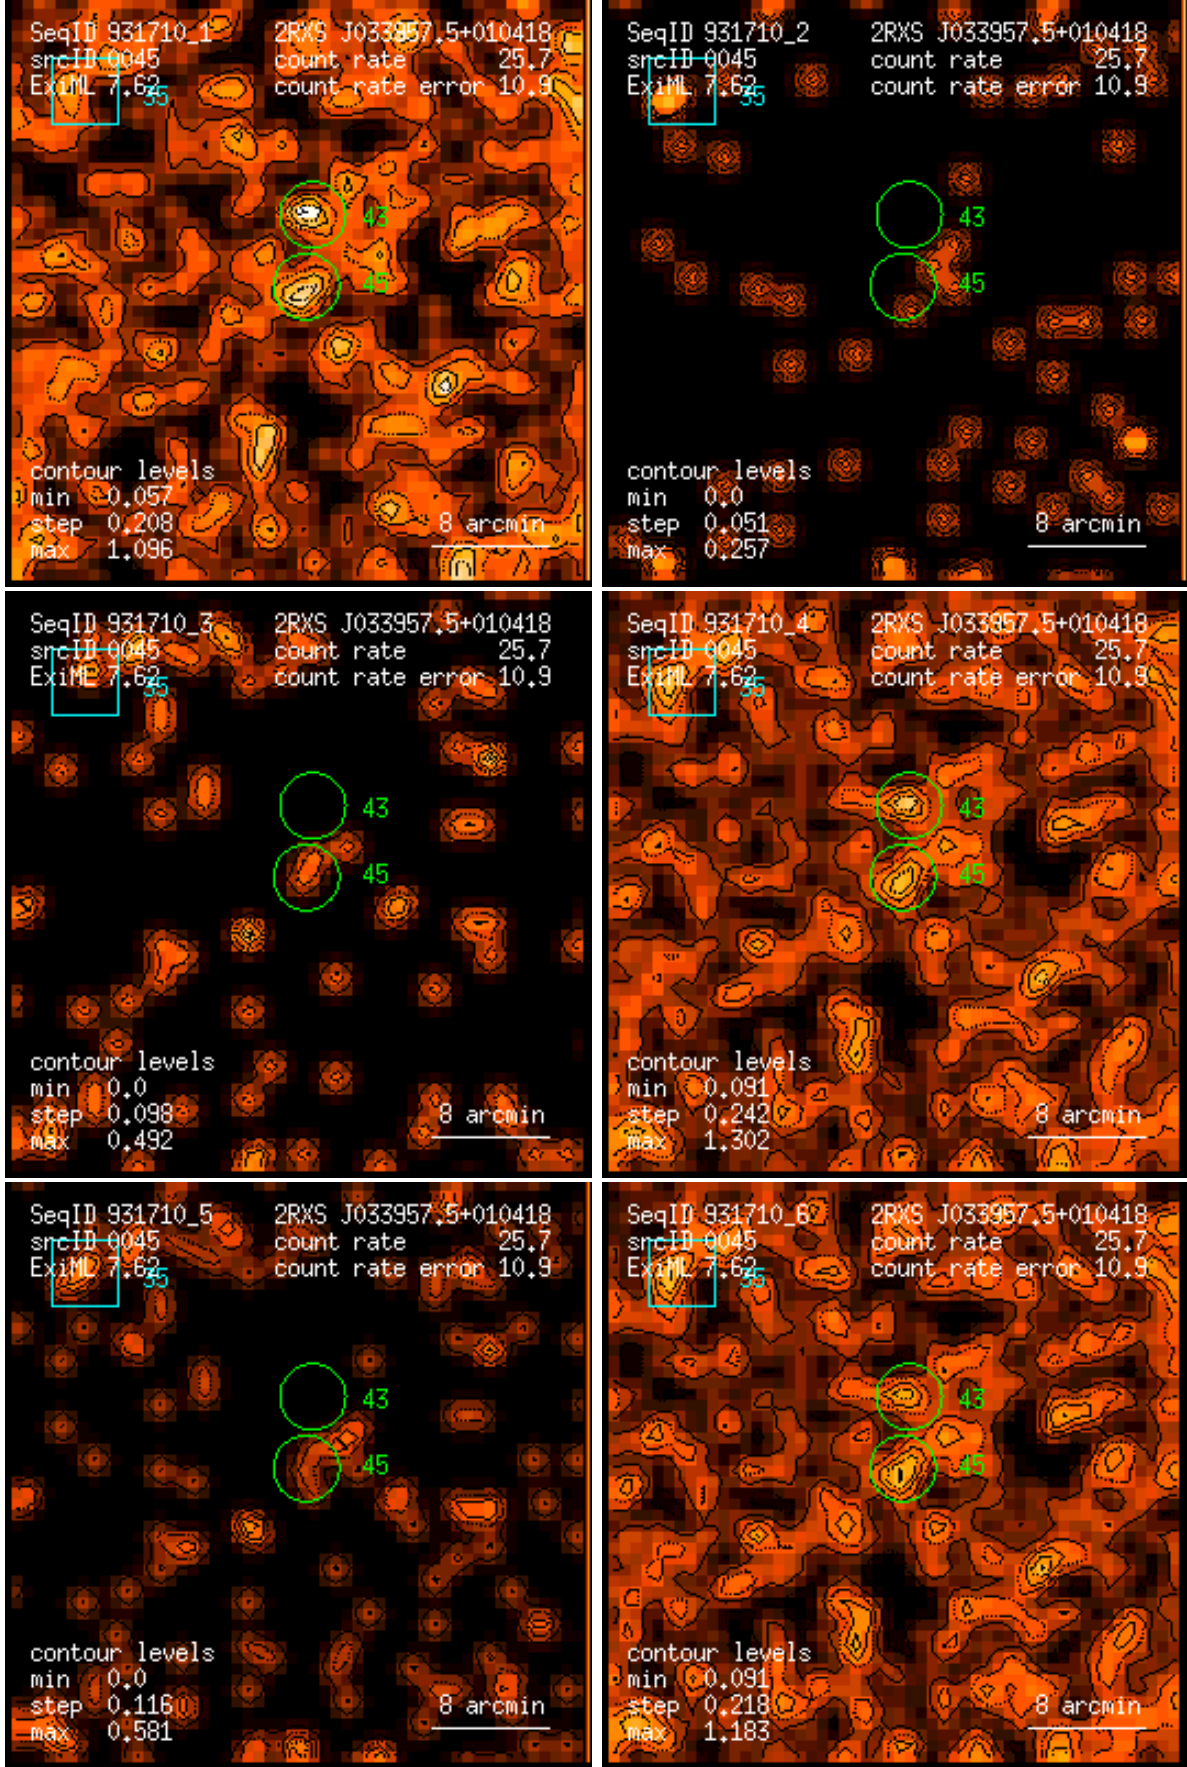 SeqID 931710_1 2RXS J033957.5+010418
srcID 0045 count rate 25.7
ExiML 7.62 count rate error 10.9
35
43
45
contour levels
min 0.057
step 0.208 8 arcmin
max 1.096
SeqID 931710_2 2RXS J033957.5+010418
srcID 0045 count rate 25.7
ExiML 7.62 count rate error 10.9
35
43
45
contour levels
min 0.0
step 0.051 8 arcmin
max 0.257
SeqID 931710_3 2RXS J033957.5+010418
srcID 0045 count rate 25.7
ExiML 7.62 count rate error 10.9
35
43
45
contour levels
min 0.0
step 0.098 8 arcmin
max 0.492
SeqID 931710_4 2RXS J033957.5+010418
srcID 0045 count rate 25.7
ExiML 7.62 count rate error 10.9
35
43
45
contour levels
min 0.091
step 0.242 8 arcmin
max 1.302
SeqID 931710_5 2RXS J033957.5+010418
srcID 0045 count rate 25.7
ExiML 7.62 count rate error 10.9
35
43
45
contour levels
min 0.0
step 0.116 8 arcmin
max 0.581
SeqID 931710_6 2RXS J033957.5+010418
srcID 0045 count rate 25.7
ExiML 7.62 count rate error 10.9
35
43
45
contour levels
min 0.091
step 0.218 8 arcmin
max 1.183